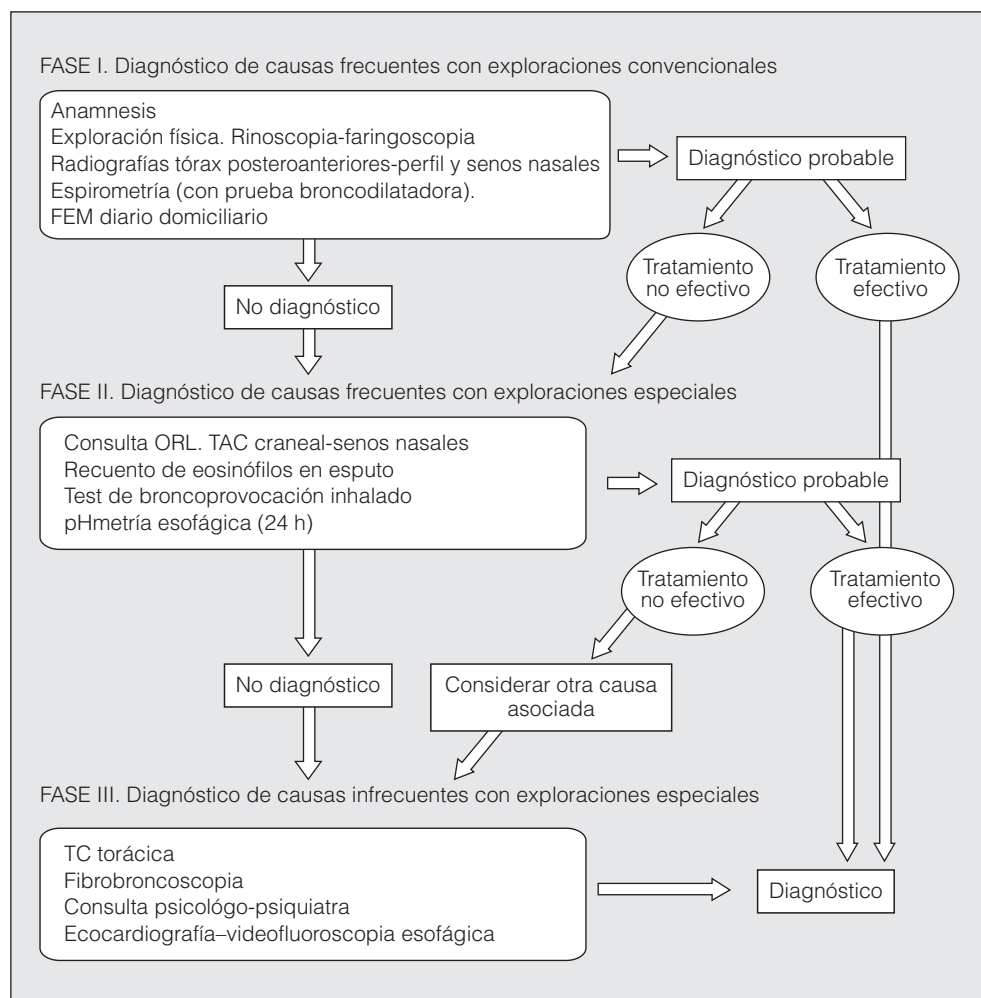 FASE I. Diagnóstico de causas frecuentes con exploraciones convencionales
Anamnesis
Exploración física. Rinoscopia-faringoscopia
Radiografías tórax posteroanteriores-perfil y senos nasales
Espirometría (con prueba broncodilatadora).
FEM diario domiciliario
Diagnóstico probable
Tratamiento
no efectivo
Tratamiento
efectivo
No diagnóstico
FASE II. Diagnóstico de causas frecuentes con exploraciones especiales
Consulta ORL. TAC craneal-senos nasales
Recuento de eosinófilos en esputo
Test de broncoprovocación inhalado
pHmetría esofágica (24 h)
Diagnóstico probable
Tratamiento
no efectivo
Tratamiento
efectivo
No diagnóstico
Considerar otra causa
asociada
FASE III. Diagnóstico de causas infrecuentes con exploraciones especiales
TC torácica
Fibrobroncoscopia
Consulta psicológo-psiquiatra
Ecocardiografía–videofluoroscopia esofágica
Diagnóstico